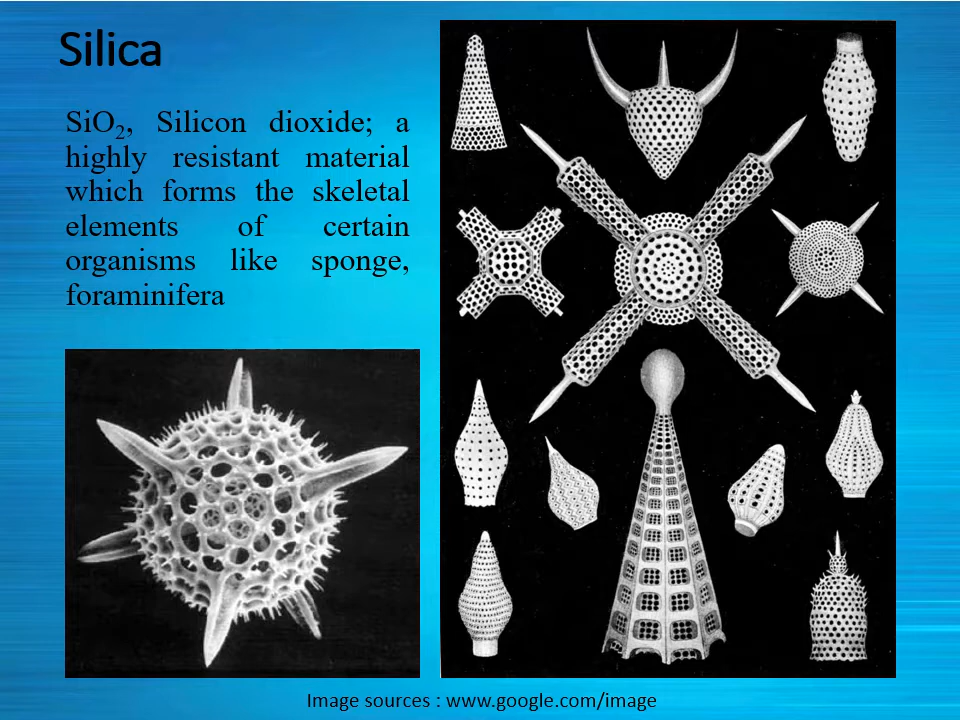 Silica
SiO₂, Silicon dioxide; a
highly resistant material
which forms the skeletal
elements of certain
organisms like sponge,
foraminifera
Image sources : www.google.com/image